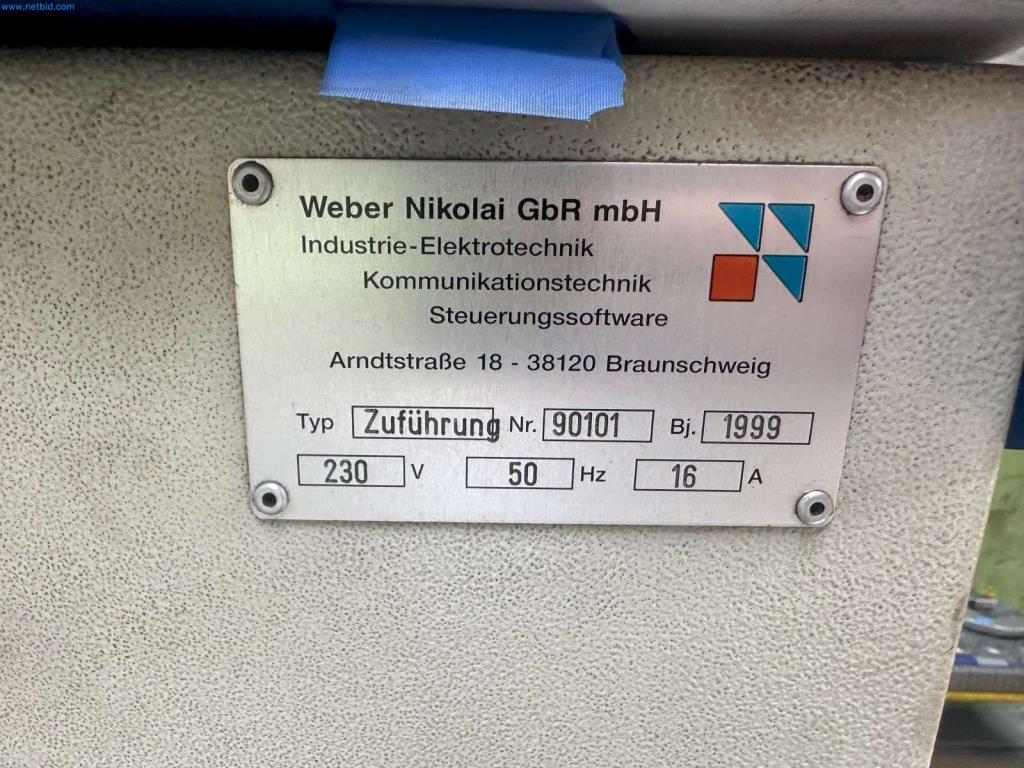 www.netbid.com
Weber Nikolai GbR mbH
Industrie-Elektrotechnik
Kommunikationstechnik
Steuerungssoftware
Arndtstraße 18 - 38120 Braunschweig
Typ Zuführung Nr. 90101 Bj. 1999
230 V 50 Hz 16 A